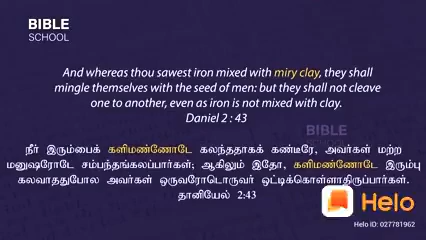 BIBLE
SCHOOL
And whereas thou sawest iron mixed with miry clay, they shall
mingle themselves with the seed of men: but they shall not cleave
one to another, even as iron is not mixed with clay.
Daniel 2 : 43
BIBLE
நீர் இரும்பைக் களிமண்ணோடே கலந்ததாகக் கண்டீரே, அவர்கள் மற்ற
மனுஷரோடே சம்பந்தங்கலப்பார்கள்; ஆகிலும் இதோ, களிமண்ணோடே இரும்பு
கலவாததுபோல அவர்கள் ஒருவரோடொருவர் ஒட்டிக்கொள்ளாதிருப்பார்கள்.
தானியேல் 2:43
Helo
Helo ID: 027781962